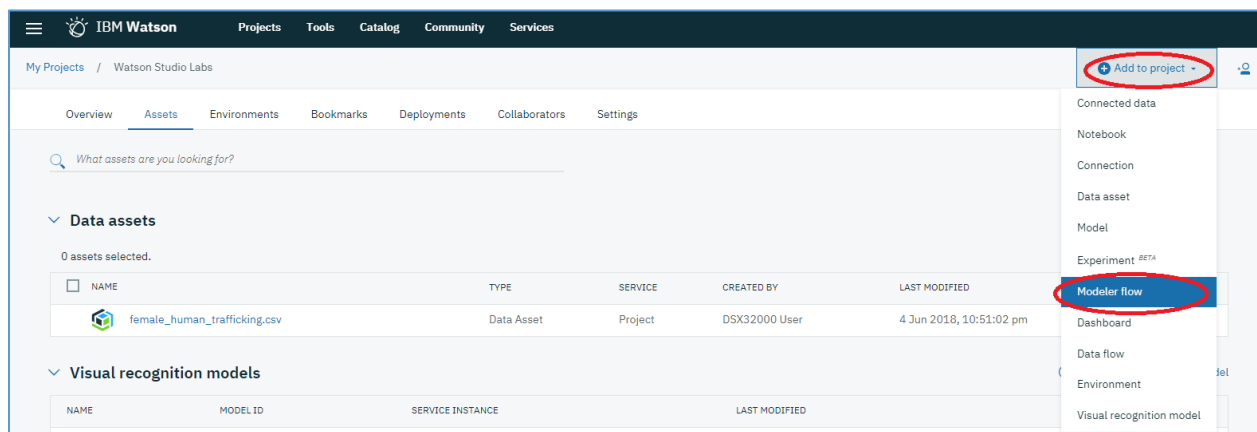 IBM Watson Projects Tools Catalog Community Services
My Projects / Watson Studio Labs
Add to project
Overview Assets Environments Bookmarks Deployments Collaborators Settings
What assets are you looking for?
Data assets
0 assets selected.
NAME TYPE SERVICE CREATED BY LAST MODIFIED
female_human_trafficking.csv Data Asset Project DSX32000 User 4 Jun 2018, 10:51:02 pm
Visual recognition models
NAME MODEL ID SERVICE INSTANCE LAST MODIFIED
Connected data
Notebook
Connection
Data asset
Model
Experiment BETA
Modeler flow
Dashboard
Data flow
Environment
Visual recognition model